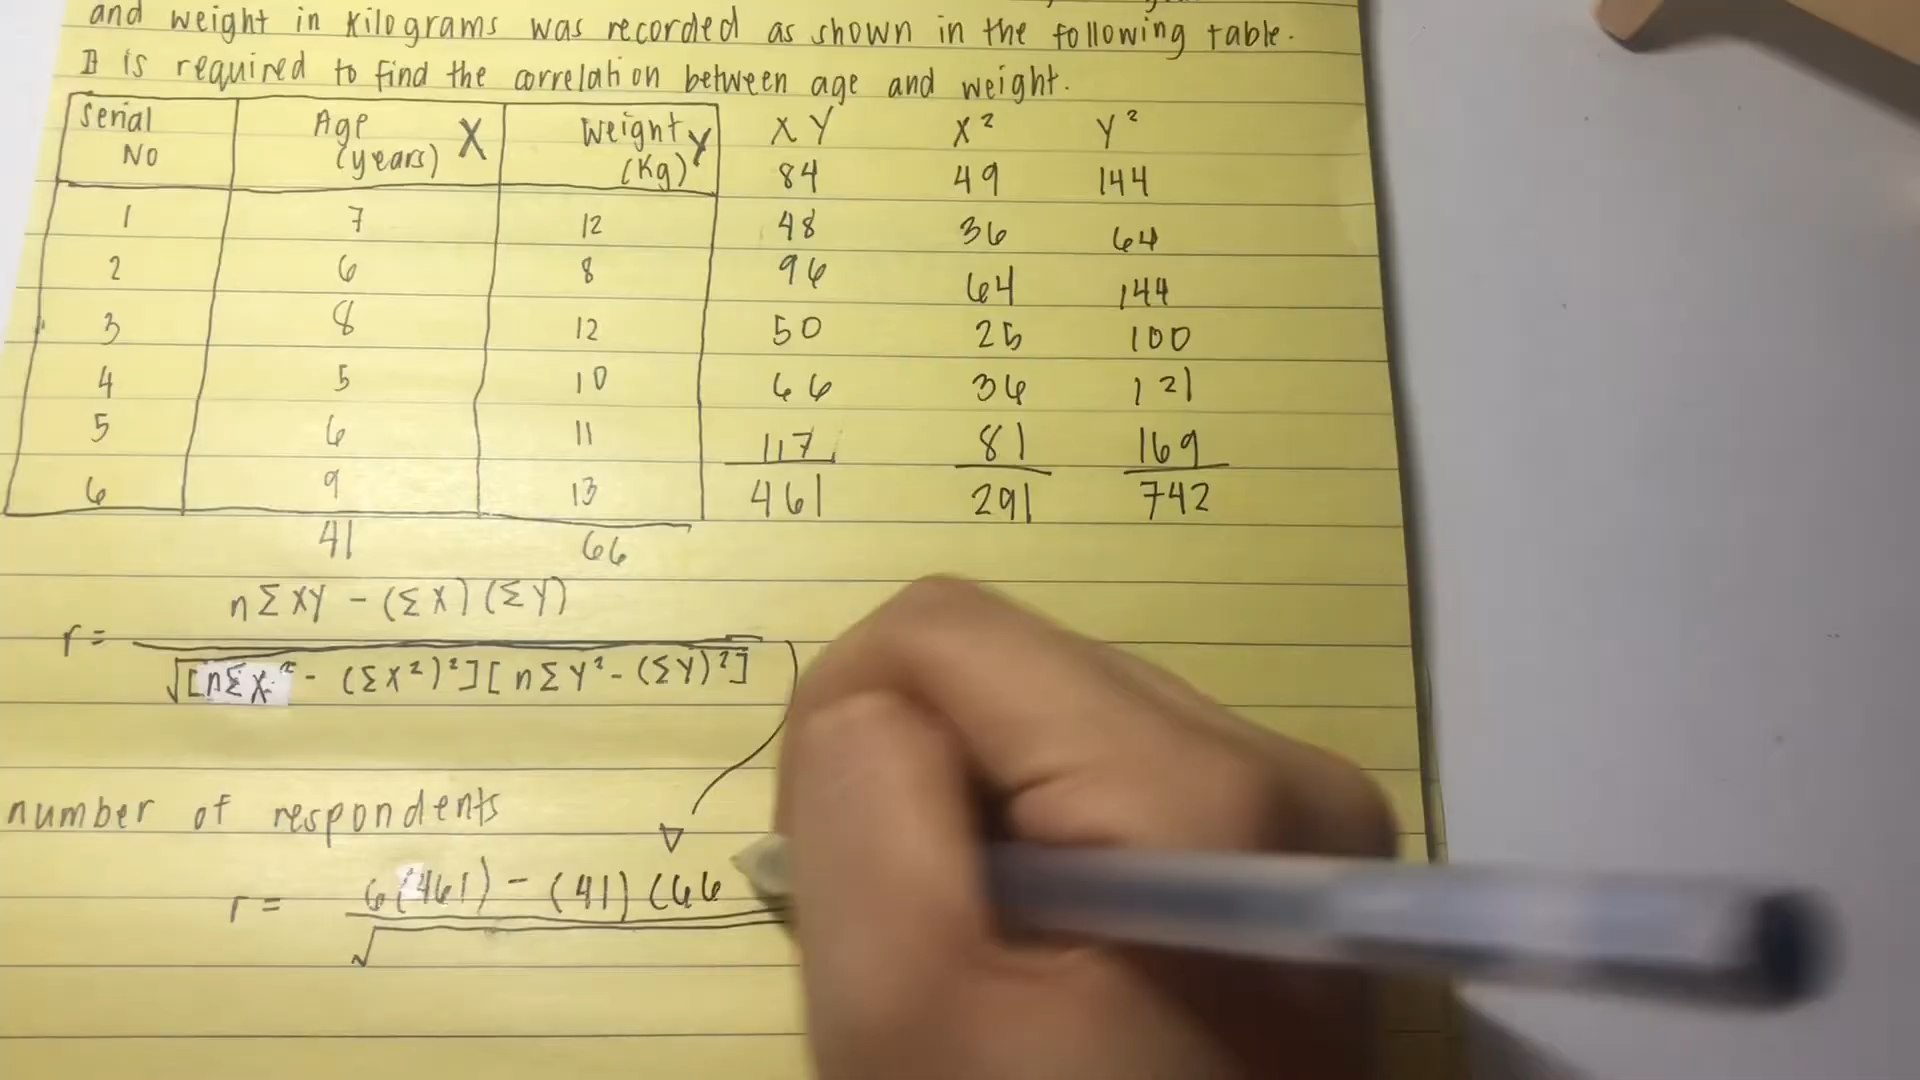 and weight in kilograms was recorded as shown in the following table.
It is required to find the correlation between age and weight.
Serial No Age (years) X Weight (Kg) Y XY X² Y²
84 49 144
1 7 12 48 36 64
2 6 8 96 64 144
3 8 12 50 25 100
4 5 10 66 36 121
5 6 11 117 81 169
6 9 13 461 291 742
41 66
r = nΣXY - (ΣX)(ΣY)
√[nΣX² - (ΣX²)²][nΣY² - (ΣY)²]
number of respondents
r = 6(461) - (41)(66
√